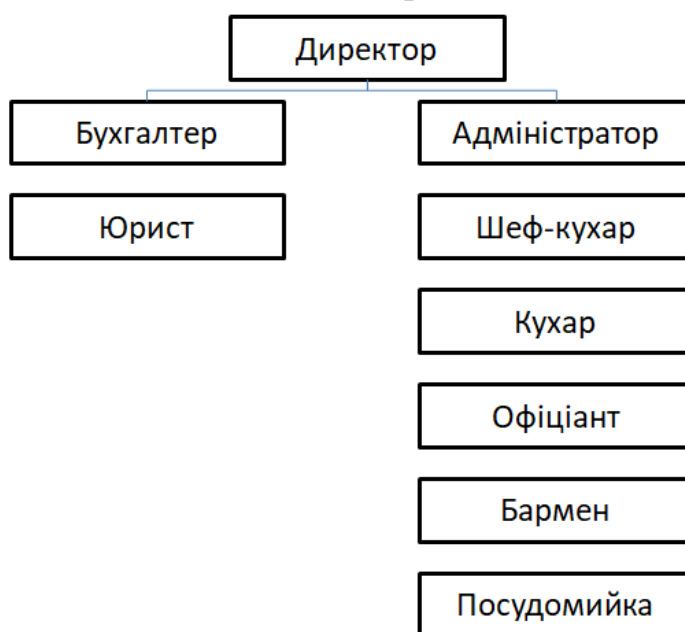 Директор
Бухгалтер
Адміністратор
Юрист
Шеф-кухар
Кухар
Офіціант
Бармен
Посудомийка